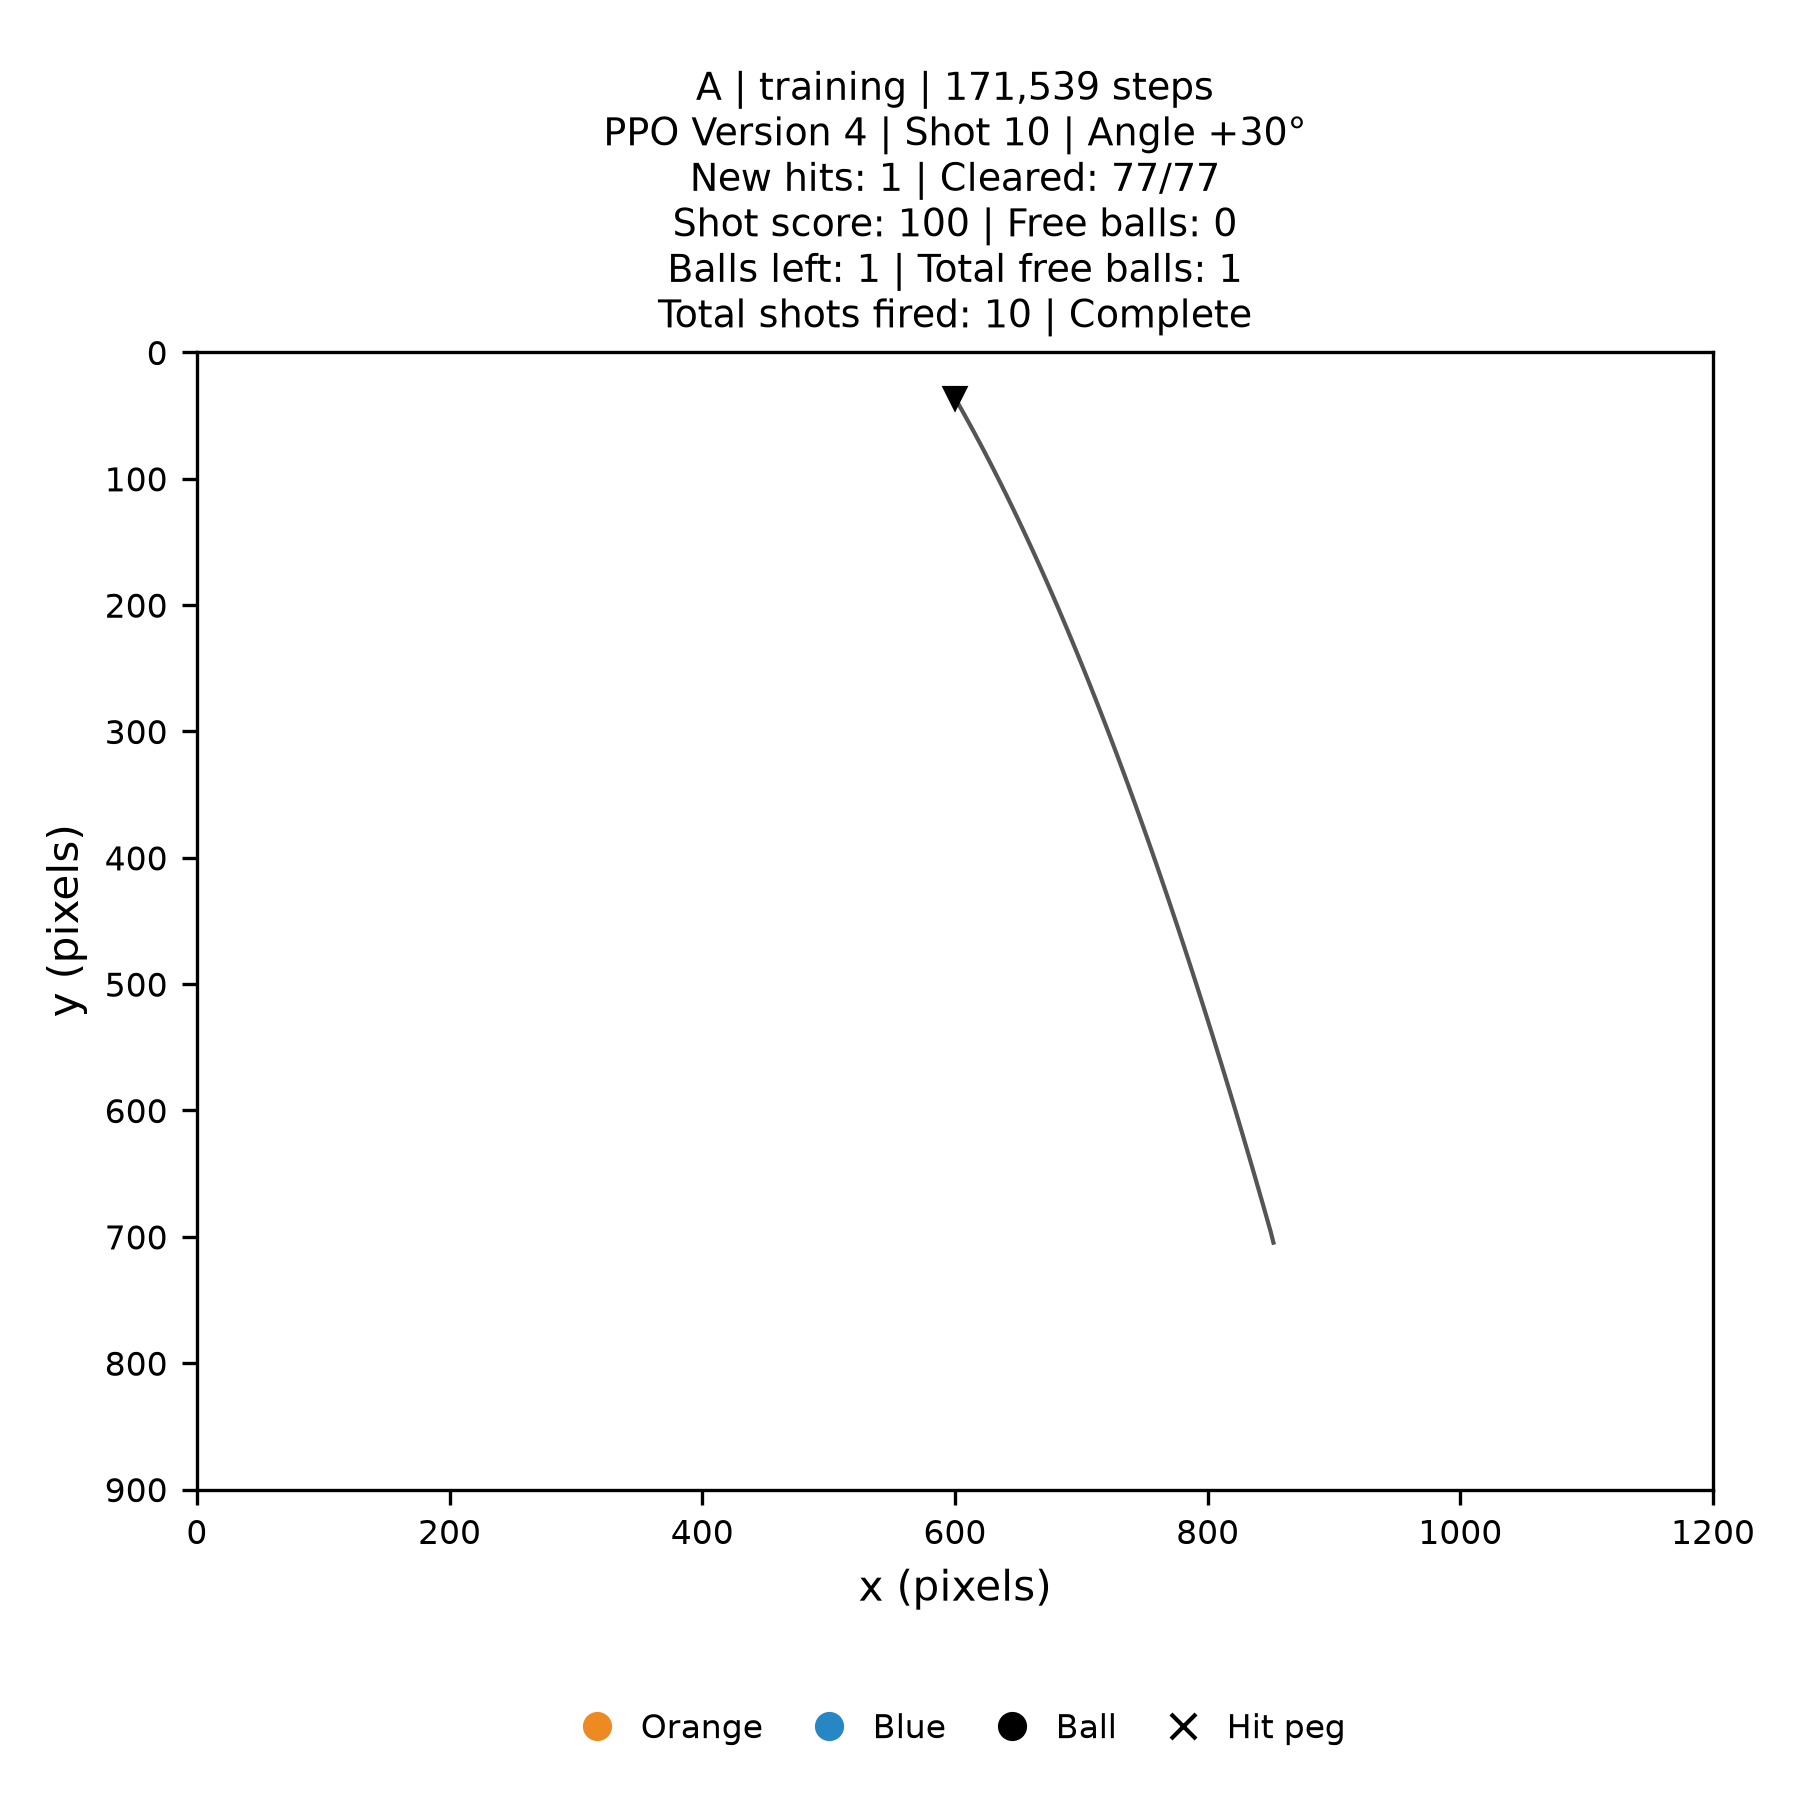 A | training | 171,539 steps
PPO Version 4 | Shot 10 | Angle +30°
New hits: 1 | Cleared: 77/77
Shot score: 100 | Free balls: 0
Balls left: 1 | Total free balls: 1
Total shots fired: 10 | Complete
0
100
200
300
400
500
600
700
800
900
y (pixels)
0 200 400 600 800 1000 1200
x (pixels)
Orange Blue Ball Hit peg